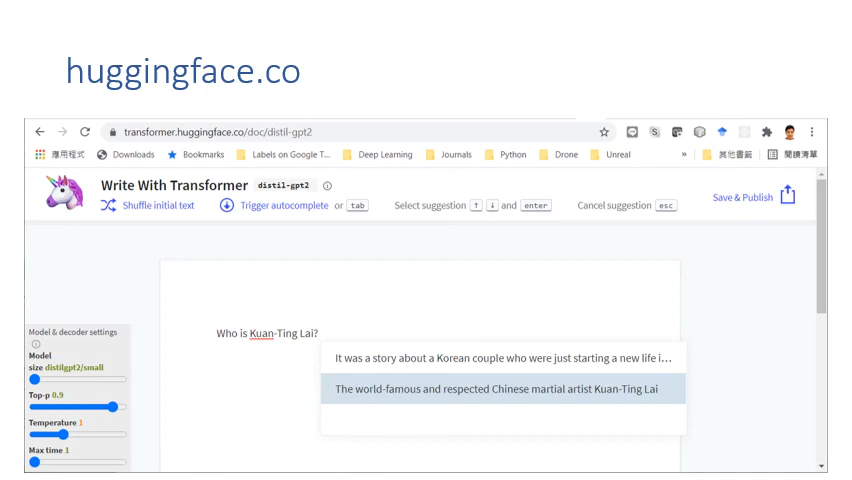 huggingface.co
transformer.huggingface.co/doc/distil-gpt2
應用程式 Downloads Bookmarks Labels on Google T... Deep Learning Journals Python Drone Unreal » 其他書籤 閱讀清單
Write With Transformer distil-gpt2
Shuffle initial text Trigger autocomplete or tab Select suggestion ↑ ↓ and enter Cancel suggestion esc Save & Publish
Who is Kuan-Ting Lai?
It was a story about a Korean couple who were just starting a new life i...
The world-famous and respected Chinese martial artist Kuan-Ting Lai
Model & decoder settings
Model
size distilgpt2/small
Top-p 0.9
Temperature 1
Max time 1